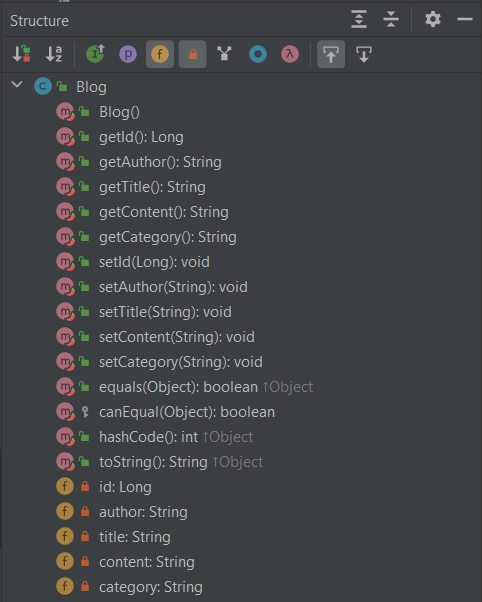 Structure
Blog
Blog()
getId(): Long
getAuthor(): String
getTitle(): String
getContent(): String
getCategory(): String
setId(Long): void
setAuthor(String): void
setTitle(String): void
setContent(String): void
setCategory(String): void
equals(Object): boolean ↑Object
canEqual(Object): boolean
hashCode(): int ↑Object
toString(): String ↑Object
id: Long
author: String
title: String
content: String
category: String